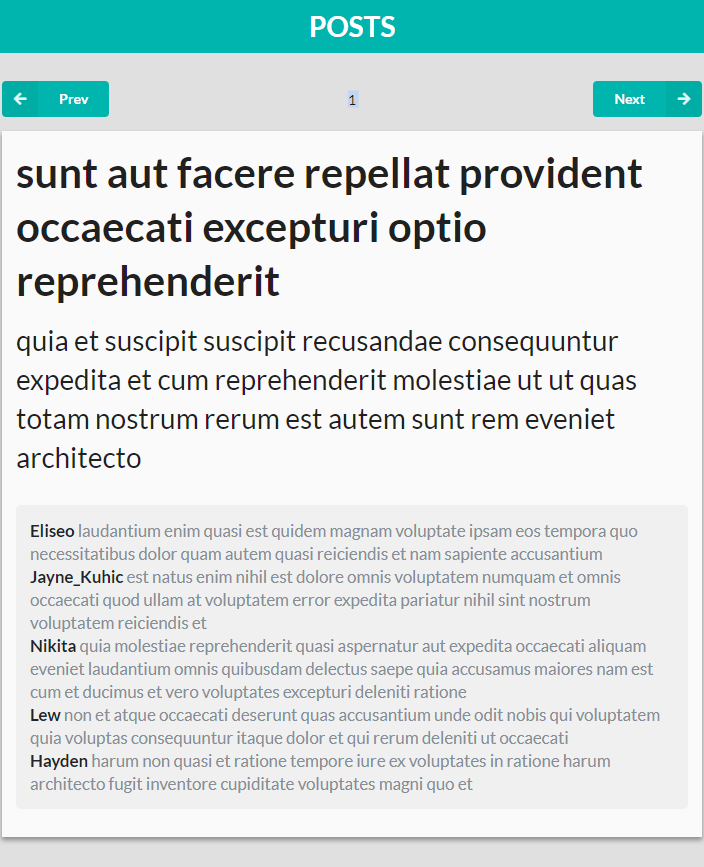 POSTS
Prev
1
Next
sunt aut facere repellat provident
occaecati excepturi optio
reprehenderit
quia et suscipit suscipit recusandae consequuntur
expedita et cum reprehenderit molestiae ut ut quas
totam nostrum rerum est autem sunt rem eveniet
architecto
Eliseo laudantium enim quasi est quidem magnam voluptate ipsam eos tempora quo
necessitatibus dolor quam autem quasi reiciendis et nam sapiente accusantium
Jayne_Kuhic est natus enim nihil est dolore omnis voluptatem numquam et omnis
occaecati quod ullam at voluptatem error expedita pariatur nihil sint nostrum
voluptatem reiciendis et
Nikita quia molestiae reprehenderit quasi aspernatur aut expedita occaecati aliquam
eveniet laudantium omnis quibusdam delectus saepe quia accusamus maiores nam est
cum et ducimus et vero voluptates excepturi deleniti ratione
Lew non et atque occaecati deserunt quas accusantium unde odit nobis qui voluptatem
quia voluptas consequuntur itaque dolor et qui rerum deleniti ut occaecati
Hayden harum non quasi et ratione tempore iure ex voluptates in ratione harum
architecto fugit inventore cupiditate voluptates magni quo et